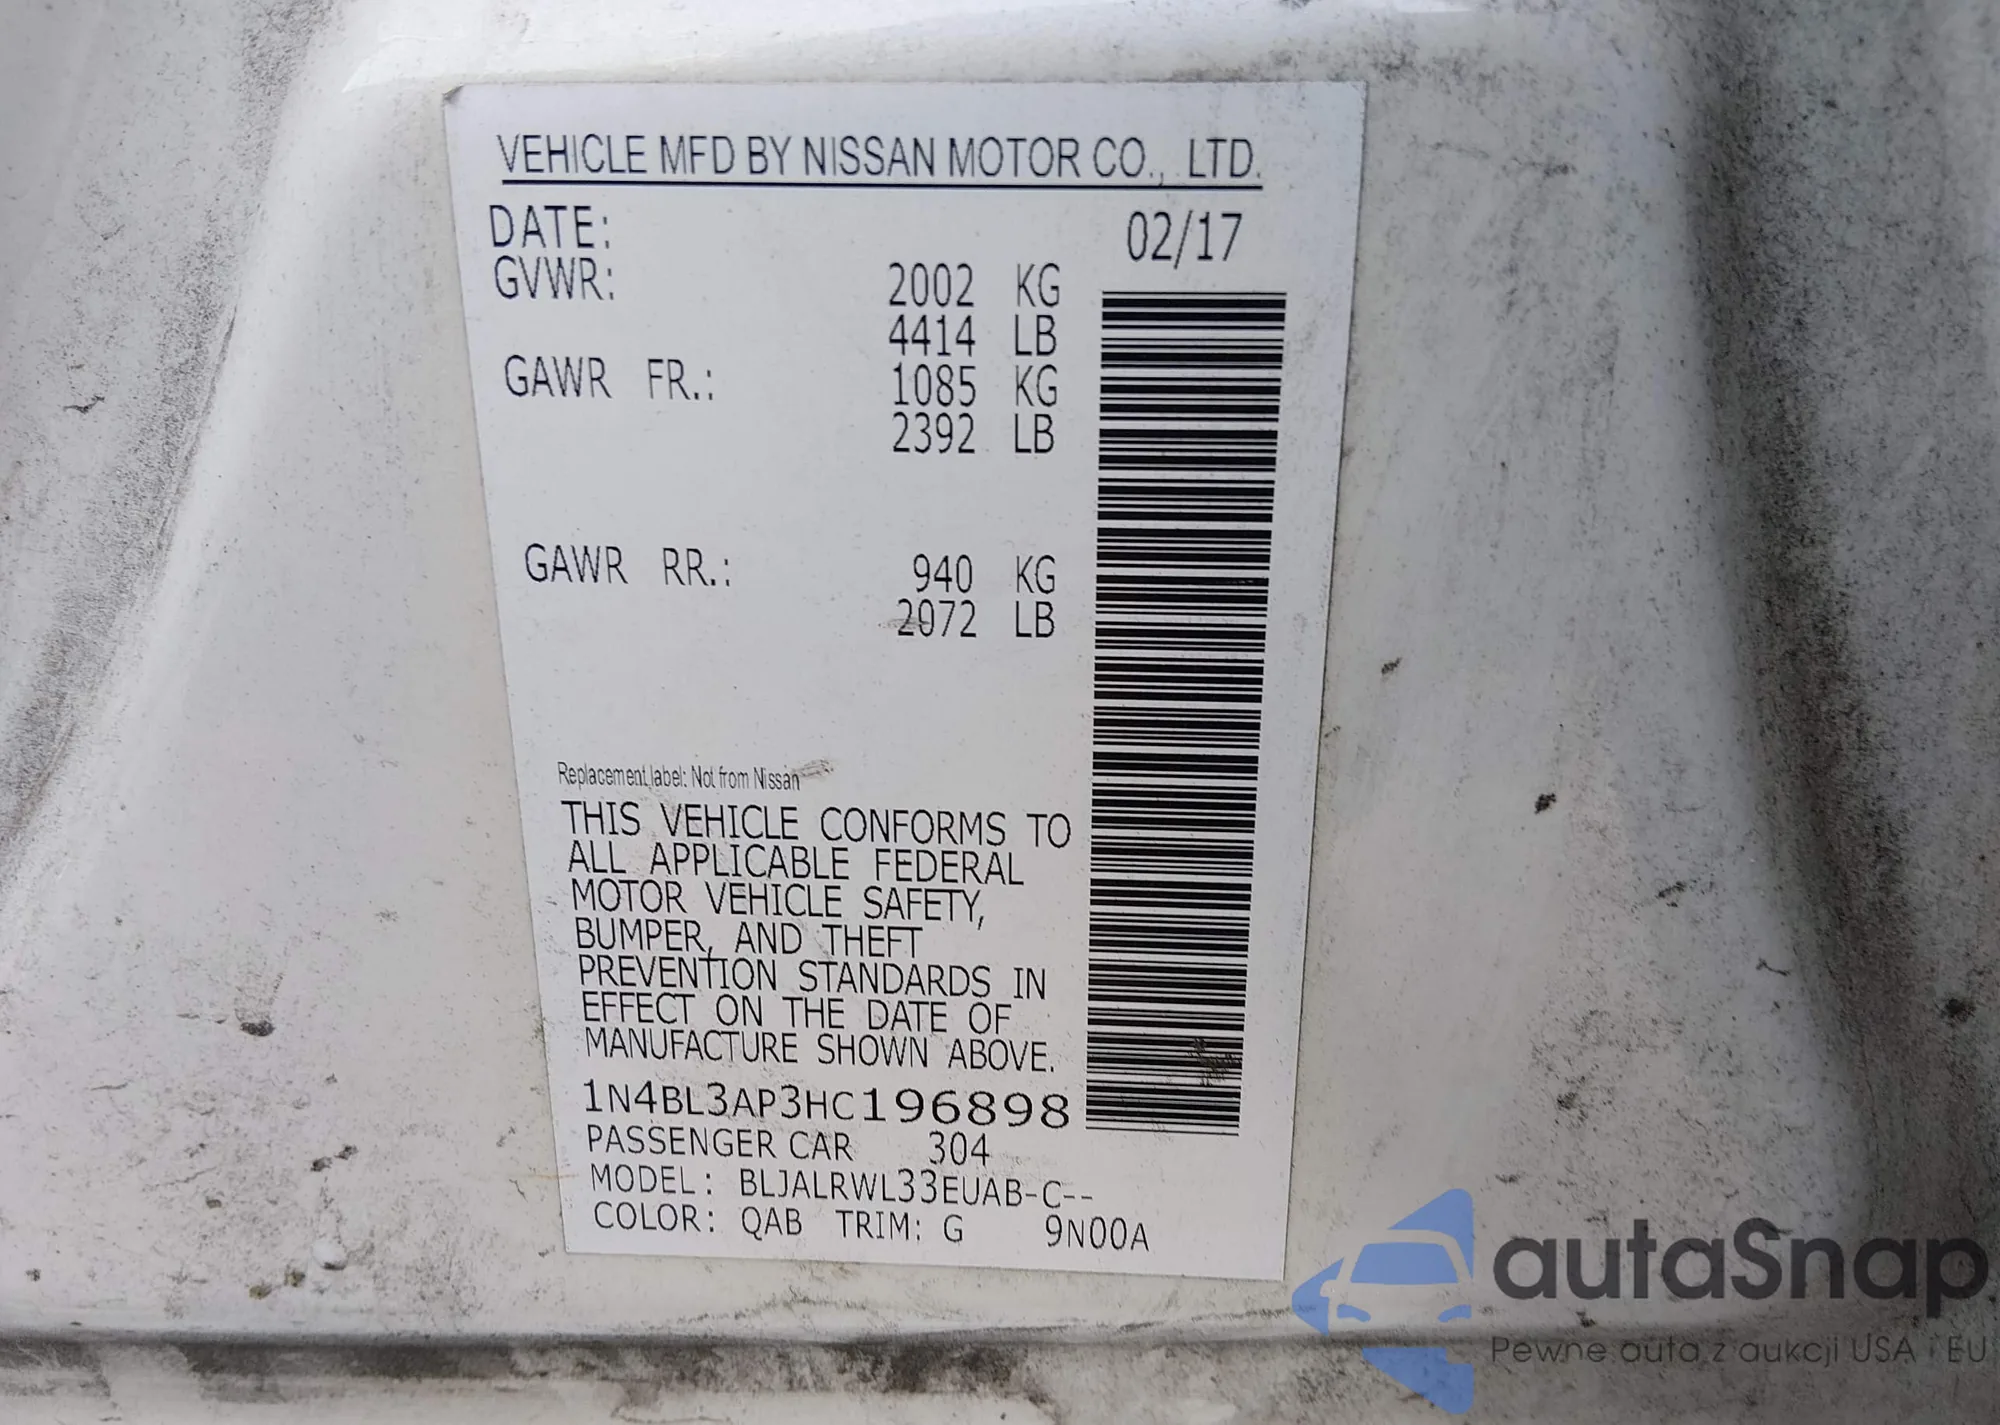 VEHICLE MFD BY NISSAN MOTOR CO., LTD.
DATE: 02/17
GVWR: 2002 KG
4414 LB
GAWR FR.: 1085 KG
2392 LB
GAWR RR.: 940 KG
2072 LB
Replacement label: Not from Nissan
THIS VEHICLE CONFORMS TO
ALL APPLICABLE FEDERAL
MOTOR VEHICLE SAFETY,
BUMPER, AND THEFT
PREVENTION STANDARDS IN
EFFECT ON THE DATE OF
MANUFACTURE SHOWN ABOVE.
1N4BL3AP3HC196898
PASSENGER CAR 304
MODEL: BLJALRWL33EUAB-C--
COLOR: QAB TRIM: G 9N00A
autaSnap
Pewne auta z aukcji USA i EU